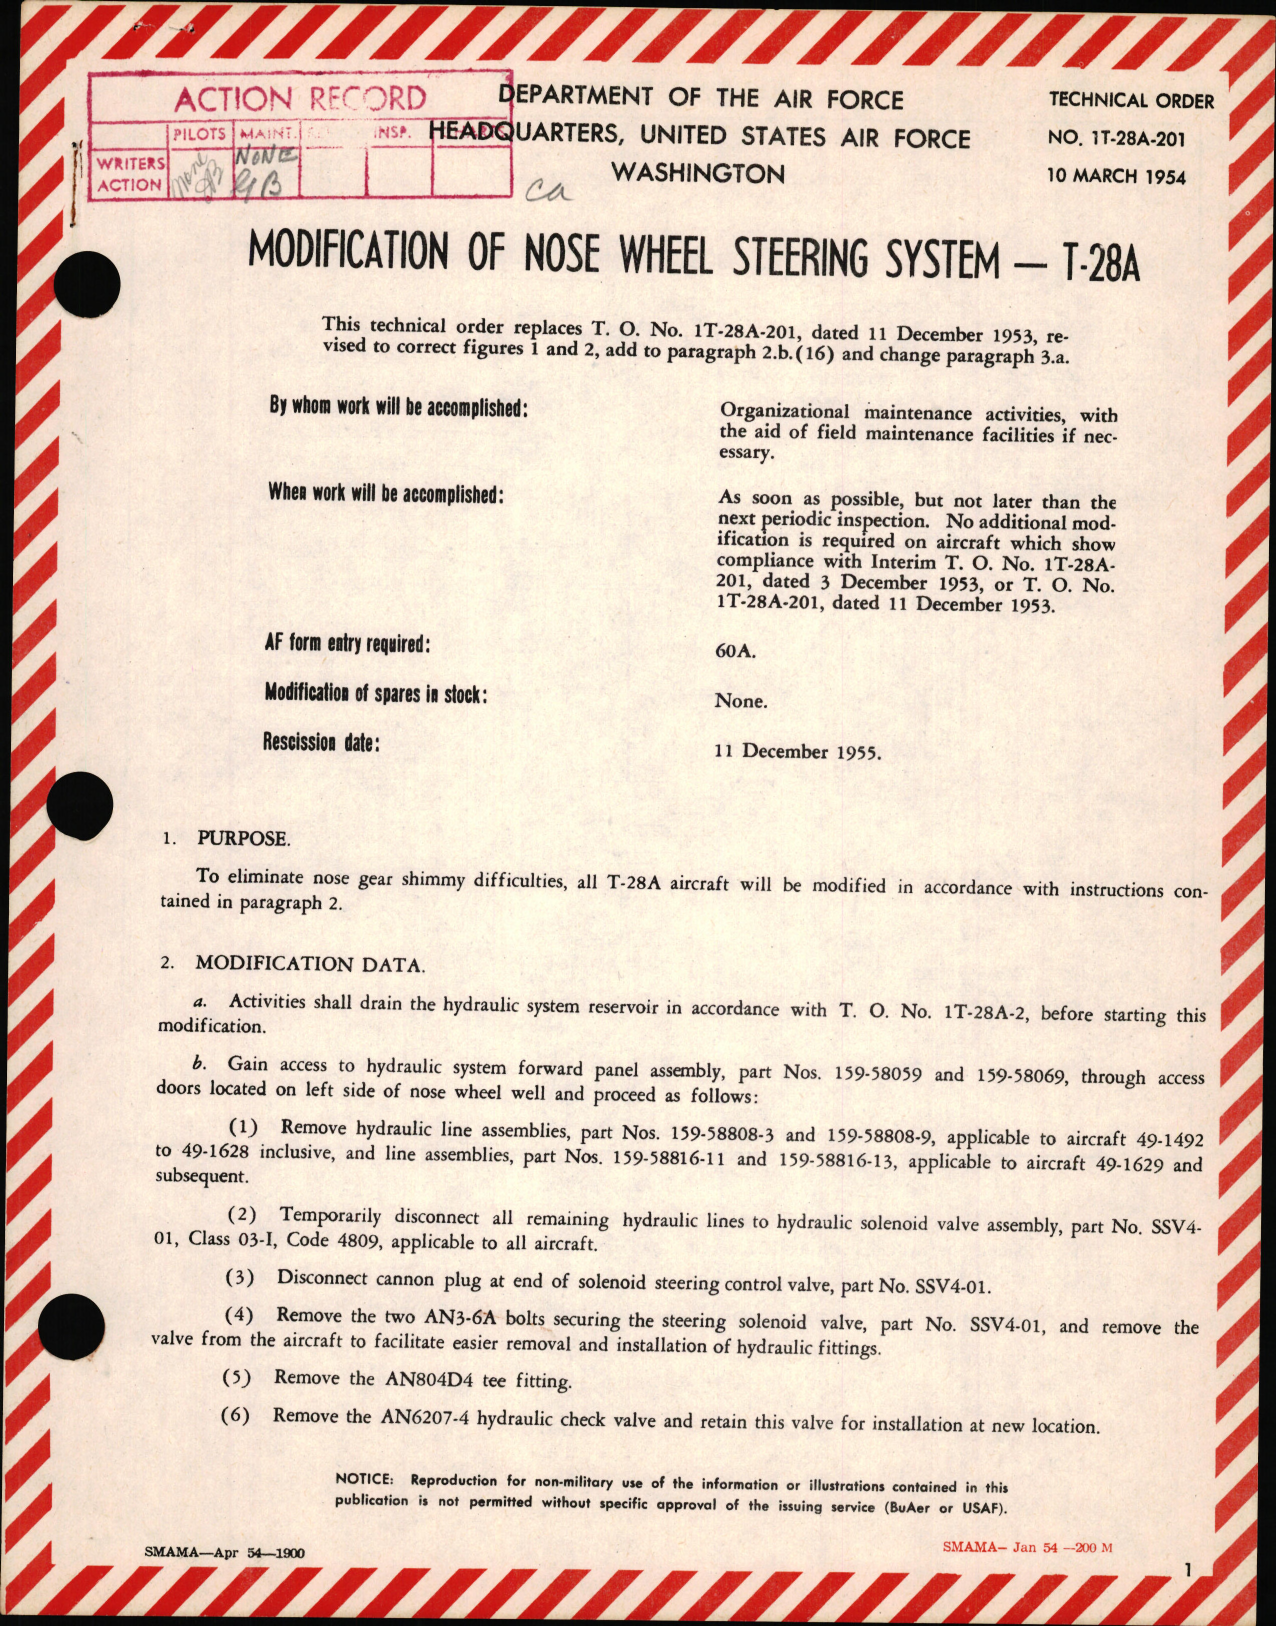 ACTION RECORD
PILOTS MAINT. INSP.
WRITERS ACTION None GB NONE GB
ca
DEPARTMENT OF THE AIR FORCE
HEADQUARTERS, UNITED STATES AIR FORCE
WASHINGTON
TECHNICAL ORDER
NO. 1T-28A-201
10 MARCH 1954
MODIFICATION OF NOSE WHEEL STEERING SYSTEM — T-28A
This technical order replaces T. O. No. 1T-28A-201, dated 11 December 1953, re-
vised to correct figures 1 and 2, add to paragraph 2.b.(16) and change paragraph 3.a.
By whom work will be accomplished:
Organizational maintenance activities, with
the aid of field maintenance facilities if nec-
essary.
When work will be accomplished:
As soon as possible, but not later than the
next periodic inspection. No additional mod-
ification is required on aircraft which show
compliance with Interim T. O. No. 1T-28A-
201, dated 3 December 1953, or T. O. No.
1T-28A-201, dated 11 December 1953.
AF form entry required:
60A.
Modification of spares in stock:
None.
Rescission date:
11 December 1955.
1. PURPOSE.
To eliminate nose gear shimmy difficulties, all T-28A aircraft will be modified in accordance with instructions con-
tained in paragraph 2.
2. MODIFICATION DATA.
a. Activities shall drain the hydraulic system reservoir in accordance with T. O. No. 1T-28A-2, before starting this
modification.
b. Gain access to hydraulic system forward panel assembly, part Nos. 159-58059 and 159-58069, through access
doors located on left side of nose wheel well and proceed as follows:
(1) Remove hydraulic line assemblies, part Nos. 159-58808-3 and 159-58808-9, applicable to aircraft 49-1492
to 49-1628 inclusive, and line assemblies, part Nos. 159-58816-11 and 159-58816-13, applicable to aircraft 49-1629 and
subsequent.
(2) Temporarily disconnect all remaining hydraulic lines to hydraulic solenoid valve assembly, part No. SSV4-
01, Class 03-I, Code 4809, applicable to all aircraft.
(3) Disconnect cannon plug at end of solenoid steering control valve, part No. SSV4-01.
(4) Remove the two AN3-6A bolts securing the steering solenoid valve, part No. SSV4-01, and remove the
valve from the aircraft to facilitate easier removal and installation of hydraulic fittings.
(5) Remove the AN804D4 tee fitting.
(6) Remove the AN6207-4 hydraulic check valve and retain this valve for installation at new location.
NOTICE: Reproduction for non-military use of the information or illustrations contained in this
publication is not permitted without specific approval of the issuing service (BuAer or USAF).
SMAMA—Apr 54—1900
SMAMA– Jan 54 —200 M
1